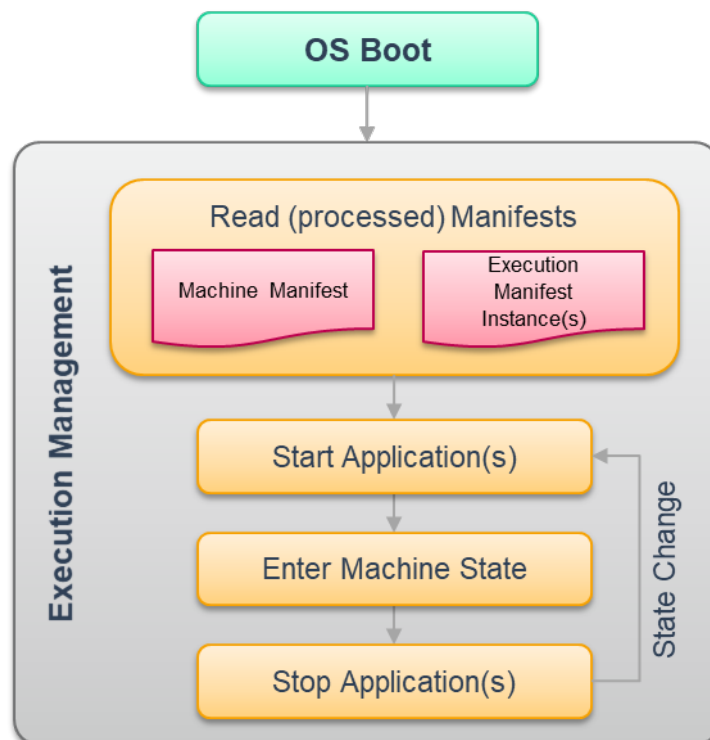 OS Boot
Execution Management
Read (processed) Manifests
Machine Manifest
Execution
Manifest
Instance(s)
Start Application(s)
Enter Machine State
Stop Application(s)
State Change